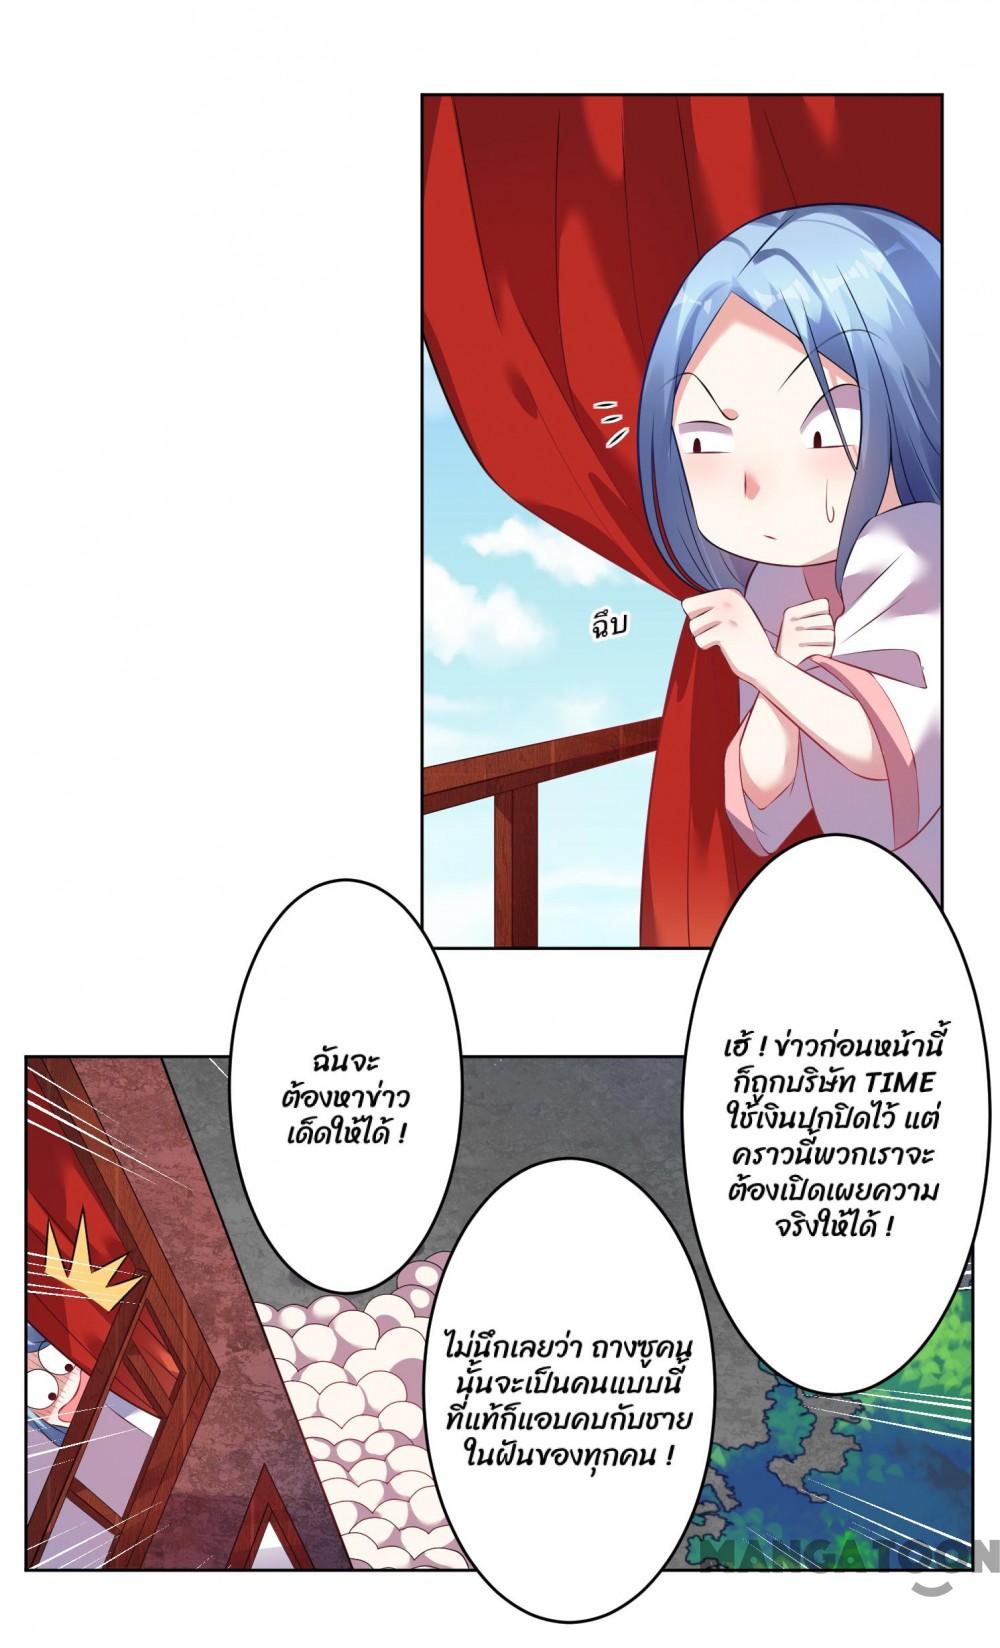 ฉึบ
เฮ้ ! ข่าวก่อนหน้านี้
ก็ถูกบริษัท TIME
ใช้เงินปกปิดไว้ แต่
คราวนี้พวกเราจะ
ต้องเปิดเผยความ
จริงให้ได้ !
ฉันจะ
ต้องหาข่าว
เด็ดให้ได้ !
ไม่นึกเลยว่า ถางซูคน
นั้นจะเป็นคนแบบนี้
ที่แท้ก็แอบคบกับชาย
ในฝันของทุกคน !
MANGATOON